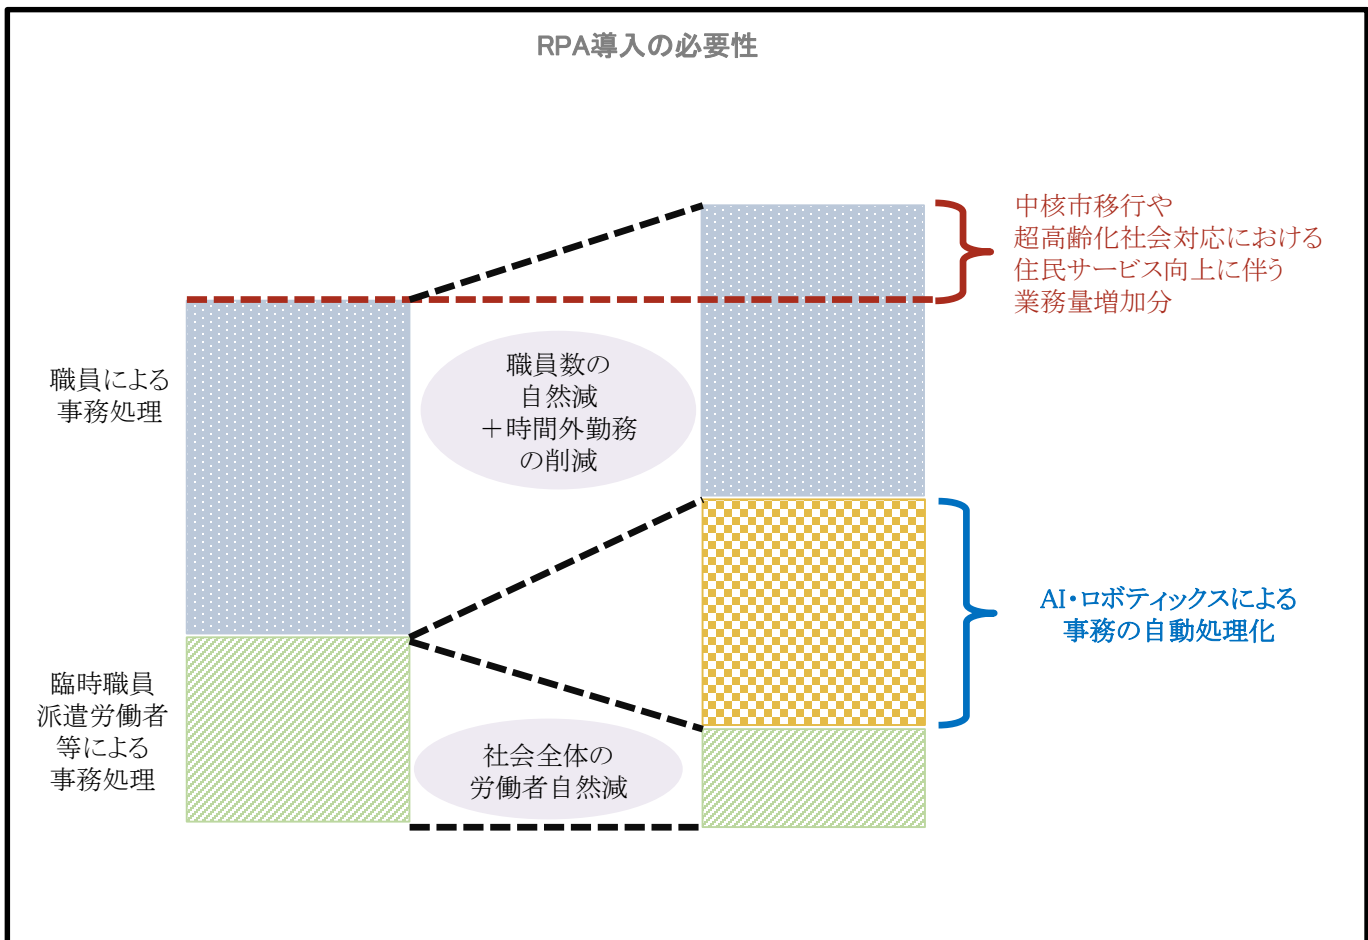 RPA導入の必要性
中核市移行や
超高齢化社会対応における
住民サービス向上に伴う
業務量増加分
職員による
事務処理
職員数の
自然減
＋時間外勤務
の削減
AI・ロボティックスによる
事務の自動処理化
臨時職員
派遣労働者
等による
事務処理
社会全体の
労働者自然減